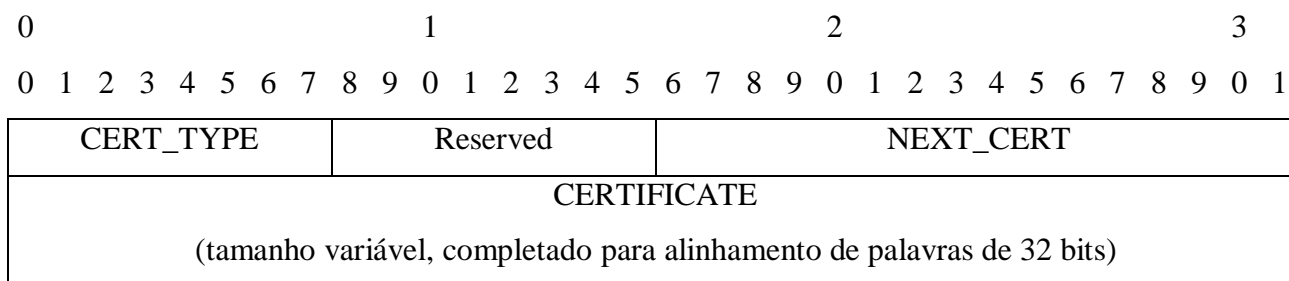 0 1 2 3
0 1 2 3 4 5 6 7 8 9 0 1 2 3 4 5 6 7 8 9 0 1 2 3 4 5 6 7 8 9 0 1
CERT_TYPE Reserved NEXT_CERT
CERTIFICATE
(tamanho variável, completado para alinhamento de palavras de 32 bits)